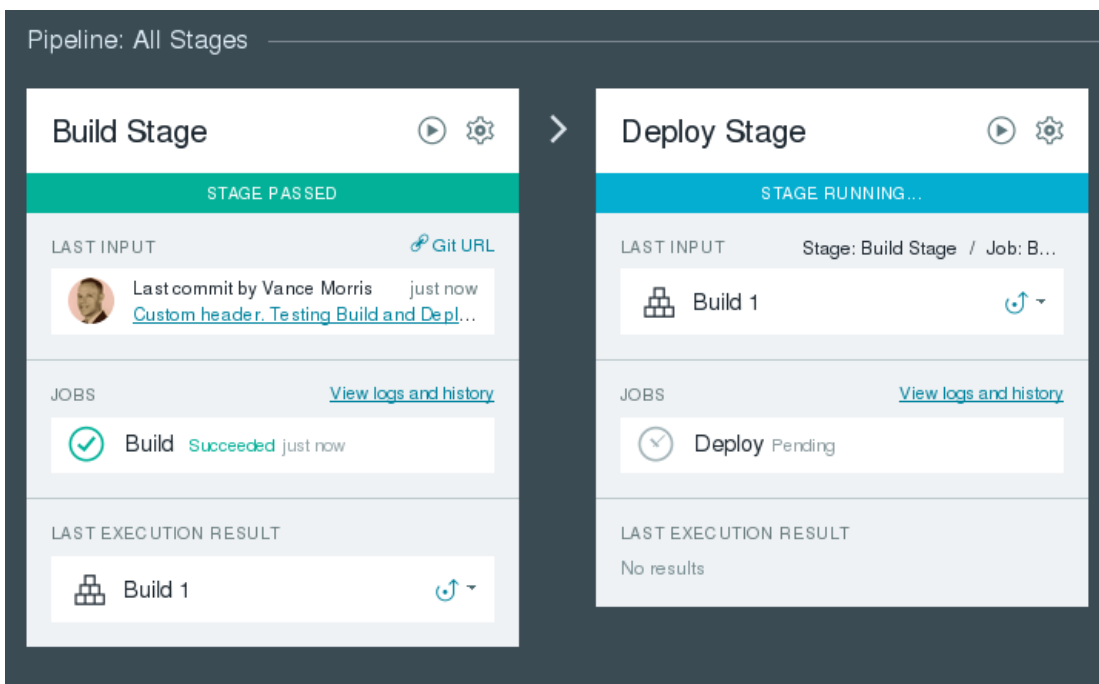 Pipeline: All Stages
Build Stage
STAGE PASSED
LAST INPUT Git URL
Last commit by Vance Morris just now
Custom header. Testing Build and Depl...
JOBS View logs and history
Build Succeeded just now
LAST EXECUTION RESULT
Build 1
Deploy Stage
STAGE RUNNING...
LAST INPUT Stage: Build Stage / Job: B...
Build 1
JOBS View logs and history
Deploy Pending
LAST EXECUTION RESULT
No results